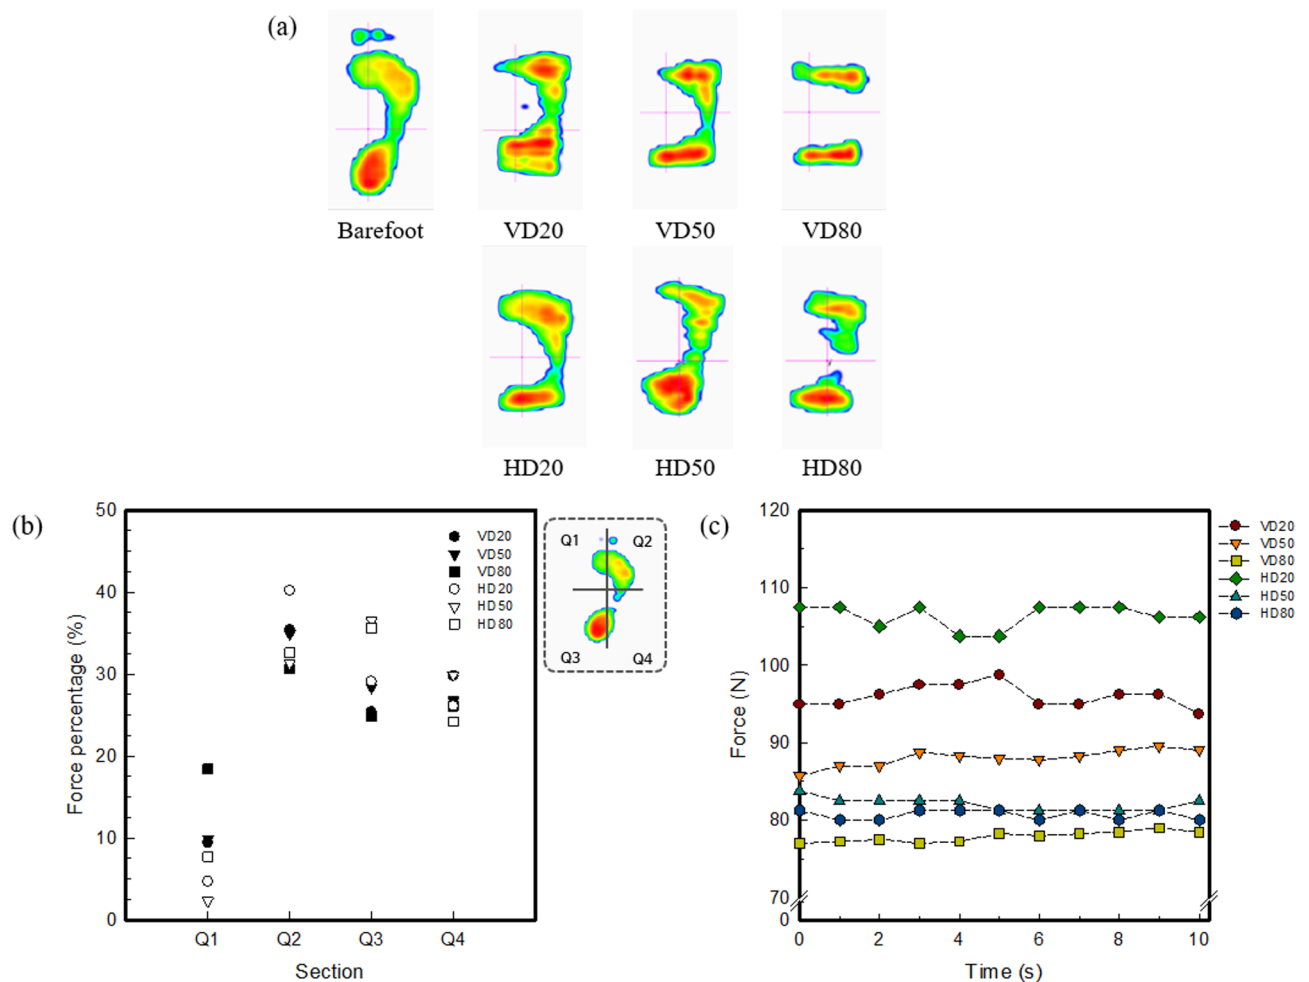 (a)
Barefoot VD20 VD50 VD80
HD20 HD50 HD80
(b)
50
40
30
20
10
0
Force percentage (%)
Q1 Q2 Q3 Q4
Section
VD20
VD50
VD80
HD20
HD50
HD80
Q1 Q2
Q3 Q4
(c)
120
110
100
90
80
70
0
Force (N)
0 2 4 6 8 10
Time (s)
VD20
VD50
VD80
HD20
HD50
HD80